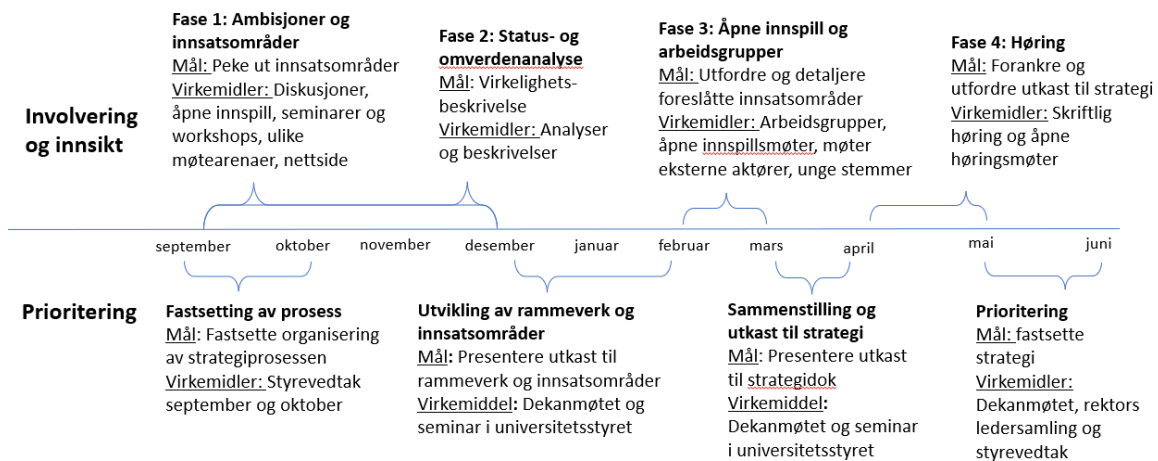 Involvering
og innsikt
Fase 1: Ambisjoner og
innsatsområder
Mål: Peke ut innsatsområder
Virkemidler: Diskusjoner,
åpne innspill, seminarer og
workshops, ulike
møtearenaer, nettside
Fase 2: Status- og
omverdenanalyse
Mål: Virkelighets-
beskrivelse
Virkemidler: Analyser
og beskrivelser
Fase 3: Åpne innspill og
arbeidsgrupper
Mål: Utfordre og detaljere
foreslåtte innsatsområder
Virkemidler: Arbeidsgrupper,
åpne innspillsmøter, møter
eksterne aktører, unge stemmer
Fase 4: Høring
Mål: Forankre og
utfordre utkast til strategi
Virkemidler: Skriftlig
høring og åpne
høringsmøter
september oktober november desember januar februar mars april mai juni
Prioritering
Fastsetting av prosess
Mål: Fastsette organisering
av strategiprosessen
Virkemidler: Styrevedtak
september og oktober
Utvikling av rammeverk og
innsatsområder
Mål: Presentere utkast til
rammeverk og innsatsområder
Virkemiddel: Dekanmøtet og
seminar i universitetsstyret
Sammenstilling og
utkast til strategi
Mål: Presentere utkast
til strategidok
Virkemiddel:
Dekanmøtet og seminar
i universitetsstyret
Prioritering
Mål: fastsette
strategi
Virkemidler:
Dekanmøtet, rektors
ledersamling og
styrevedtak